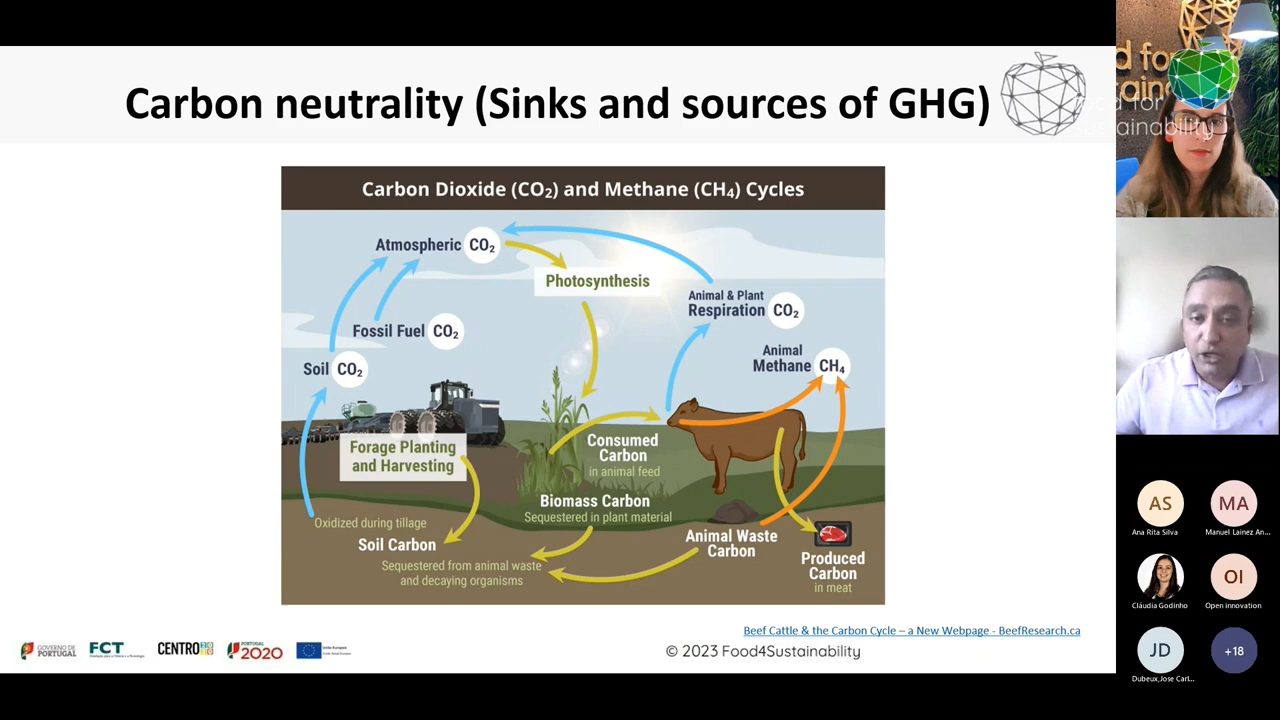 Carbon neutrality (Sinks and sources of GHG)
Carbon Dioxide (CO₂) and Methane (CH₄) Cycles
Atmospheric CO₂
Photosynthesis
Animal & Plant
Respiration CO₂
Fossil Fuel CO₂
Animal
Methane CH₄
Soil CO₂
Forage Planting
and Harvesting
Consumed
Carbon
in animal feed
Biomass Carbon
Sequestered in plant material
Oxidized during tillage
Soil Carbon
Sequestered from animal waste
and decaying organisms
Animal Waste
Carbon
Produced
Carbon
in meat
Beef Cattle & the Carbon Cycle – a New Webpage - BeefResearch.ca
© 2023 Food4Sustainability
GOVERNO DE
PORTUGAL
FCT
CENTRO
PORTUGAL
2020
AS
Ana Rita Silva
MA
Manuel Lainez An...
Cláudia Godinho
OI
Open innovation
JD
Dubeux,Jose Carl...
+18